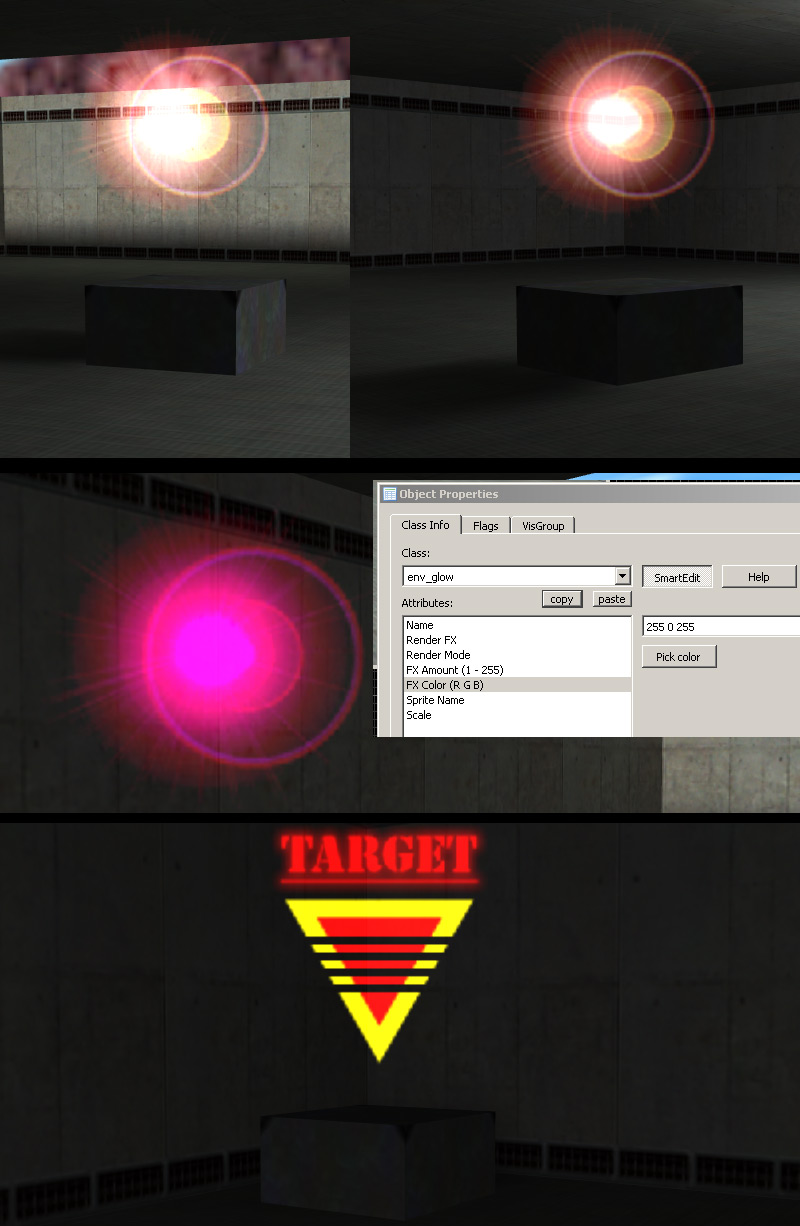 Object Properties
Class Info Flags VisGroup
Class:
env_glow SmartEdit Help
Attributes: copy paste
Name
255 0 255
Render FX
Render Mode
Pick color
FX Amount (1 - 255)
FX Color (R G B)
Sprite Name
Scale
TARGET